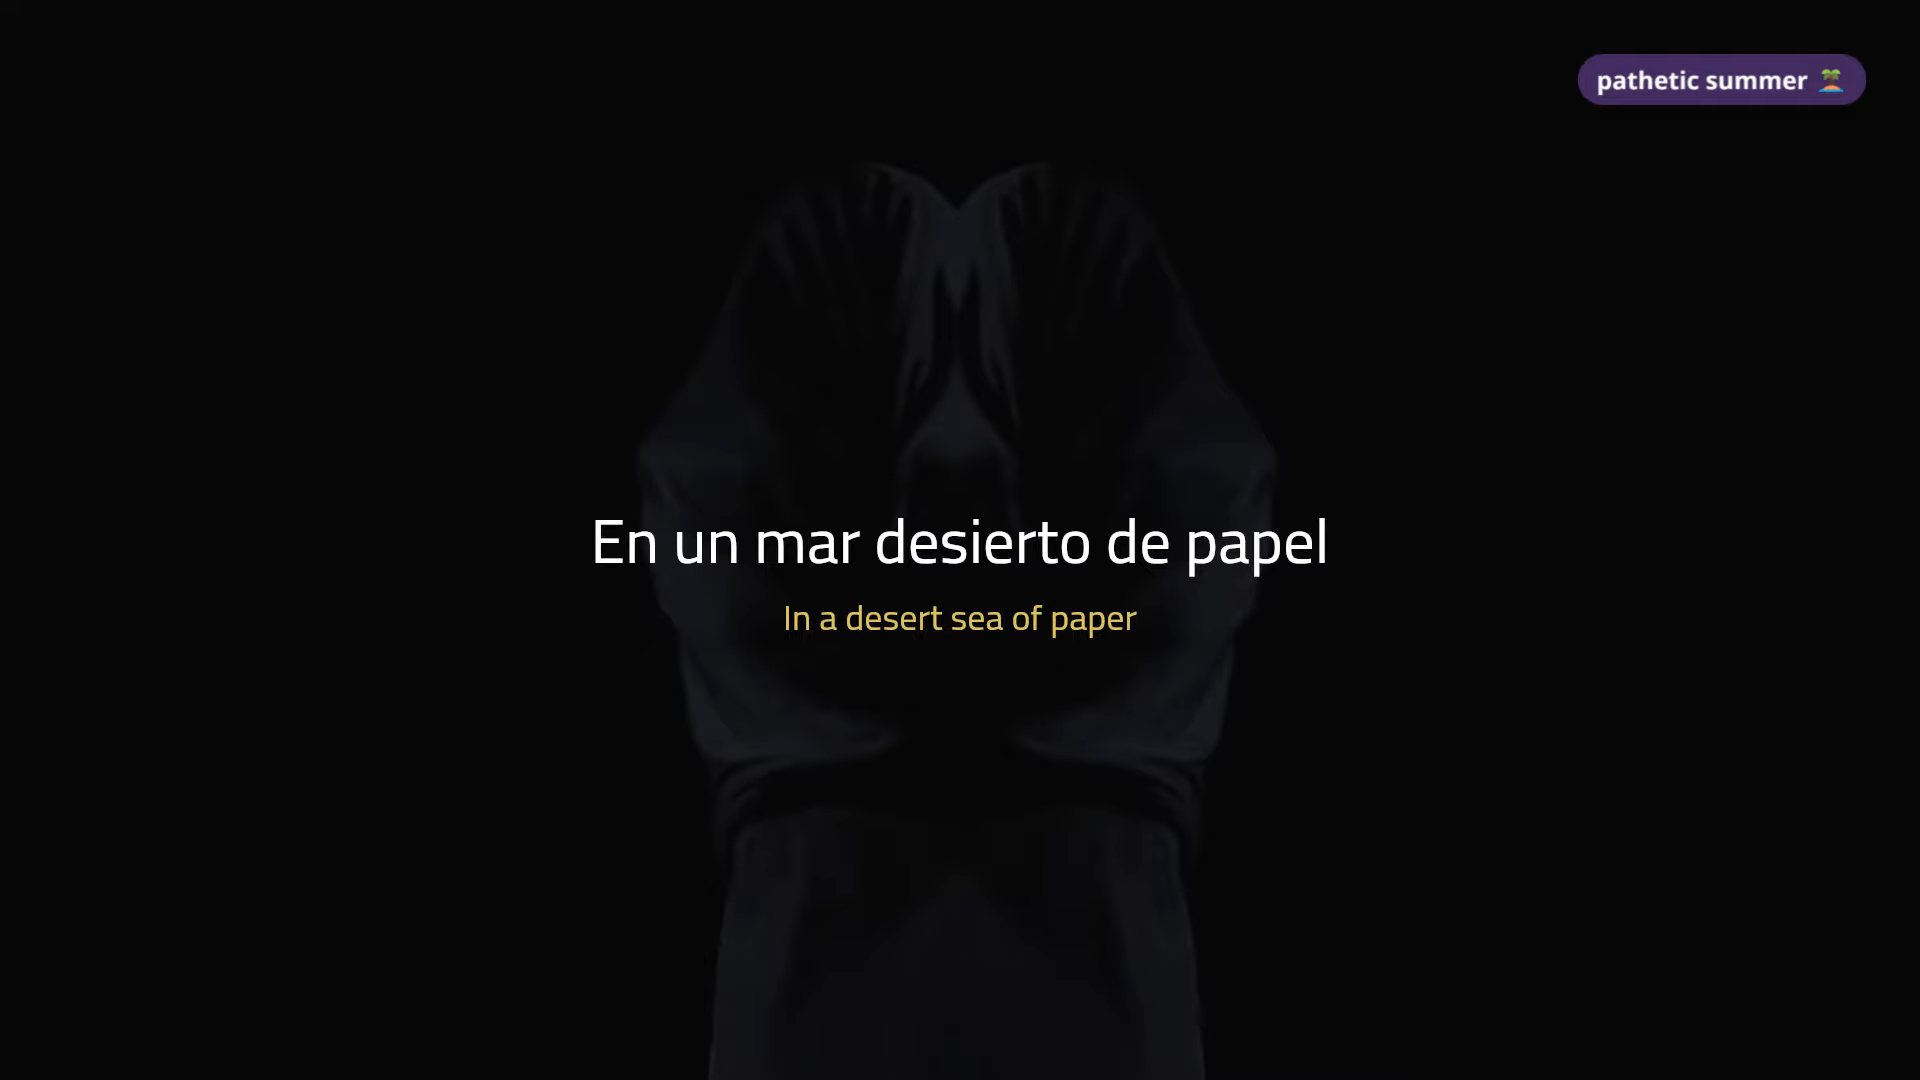 pathetic summer 🏝️
En un mar desierto de papel
In a desert sea of paper